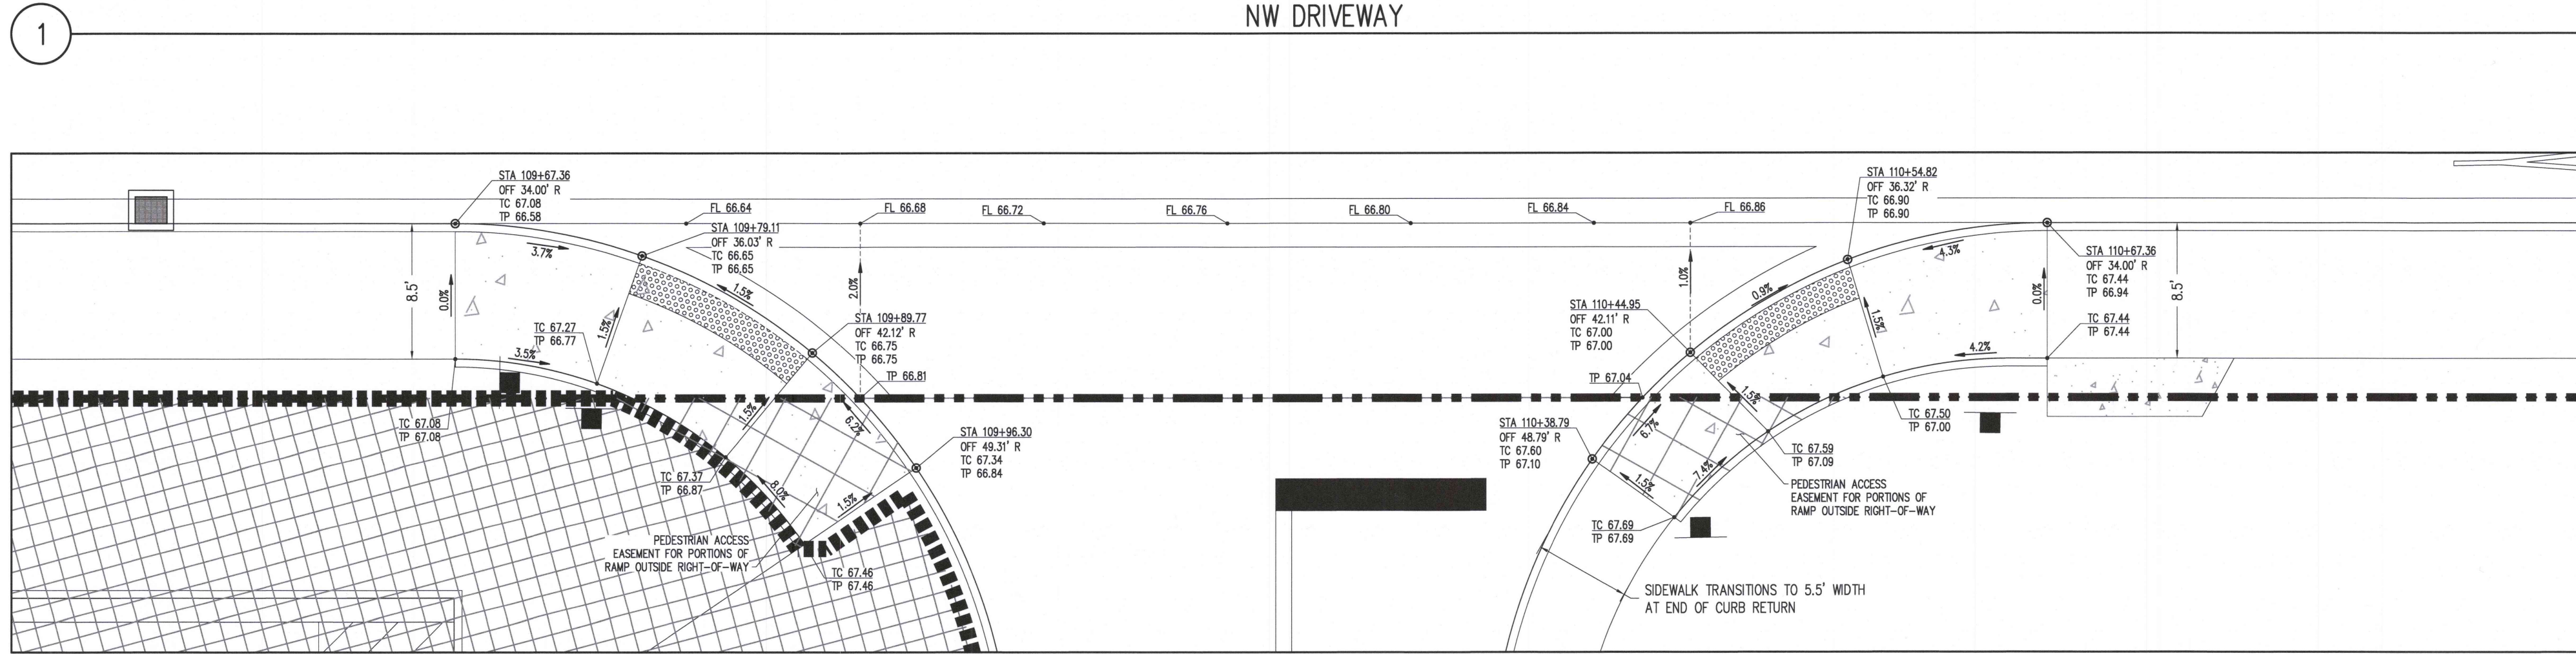 1
NW DRIVEWAY
STA 109+67.36
OFF 34.00' R
TC 67.08
TP 66.58
FL 66.64
FL 66.68
FL 66.72
FL 66.76
FL 66.80
FL 66.84
FL 66.86
STA 110+54.82
OFF 36.32' R
TC 66.90
TP 66.90
STA 109+79.11
OFF 36.03' R
TC 66.65
TP 66.65
3.7%
4.3%
STA 110+67.36
OFF 34.00' R
TC 67.44
TP 66.94
8.5'
0.0%
1.5%
2.0%
1.0%
0.9%
0.0%
8.5'
STA 109+89.77
OFF 42.12' R
TC 66.75
TP 66.75
STA 110+44.95
OFF 42.11' R
TC 67.00
TP 67.00
TC 67.27
TP 66.77
1.5%
1.5%
TC 67.44
TP 67.44
3.5%
4.2%
TP 66.81
TP 67.04
TC 67.08
TP 67.08
1.5%
6.2%
6.7%
1.5%
TC 67.50
TP 67.00
STA 109+96.30
OFF 49.31' R
TC 67.34
TP 66.84
STA 110+38.79
OFF 48.79' R
TC 67.60
TP 67.10
TC 67.59
TP 67.09
TC 67.37
TP 66.87
8.0%
1.5%
1.5%
7.4%
PEDESTRIAN ACCESS
EASEMENT FOR PORTIONS OF
RAMP OUTSIDE RIGHT-OF-WAY
TC 67.69
TP 67.69
PEDESTRIAN ACCESS
EASEMENT FOR PORTIONS OF
RAMP OUTSIDE RIGHT-OF-WAY
TC 67.46
TP 67.46
SIDEWALK TRANSITIONS TO 5.5' WIDTH
AT END OF CURB RETURN